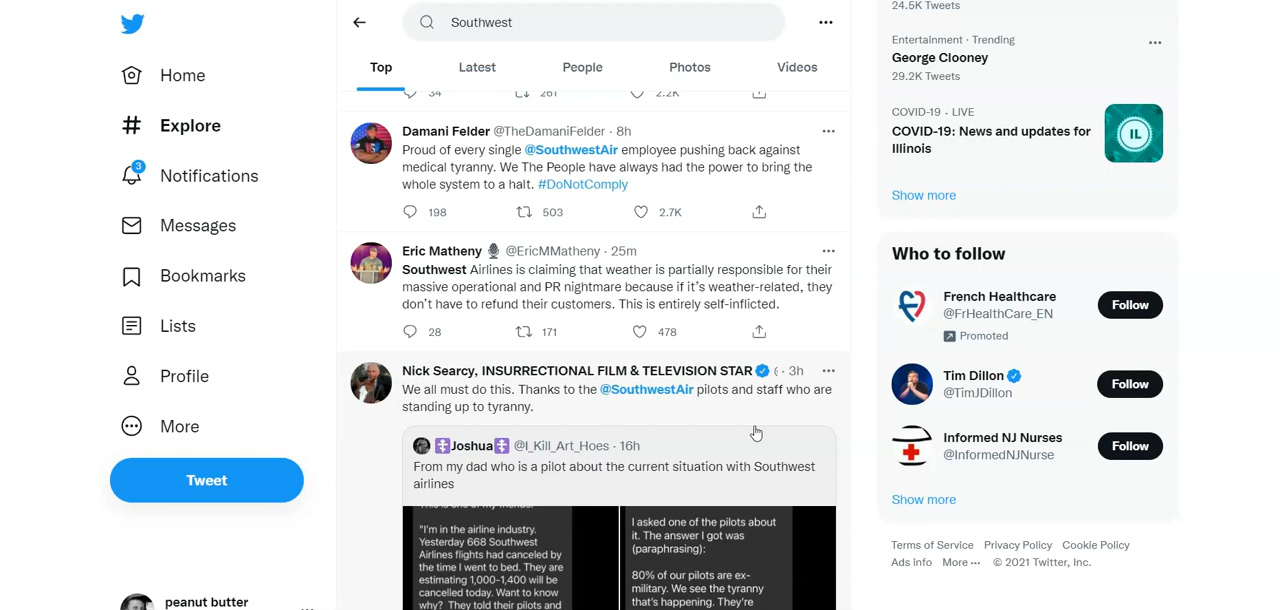 Southwest
Top
Latest
People
Photos
Videos
34
261
2.2K
Damani Felder @TheDamaniFelder · 8h
Proud of every single @SouthwestAir employee pushing back against
medical tyranny. We The People have always had the power to bring the
whole system to a halt. #DoNotComply
198
503
2.7K
Eric Matheny @EricMMatheny · 25m
Southwest Airlines is claiming that weather is partially responsible for their
massive operational and PR nightmare because if it's weather-related, they
don't have to refund their customers. This is entirely self-inflicted.
28
171
478
Nick Searcy, INSURRECTIONAL FILM & TELEVISION STAR · 3h
We all must do this. Thanks to the @SouthwestAir pilots and staff who are
standing up to tyranny.
Joshua @I_Kill_Art_Hoes · 16h
From my dad who is a pilot about the current situation with Southwest
airlines
This is one of my friends:
"I'm in the airline industry.
Yesterday 668 Southwest
Airlines flights had canceled by
the time I went to bed. They are
estimating 1,000-1,400 will be
cancelled today. Want to know
why? They told their pilots and
I asked one of the pilots about
it. The answer I got was
(paraphrasing):
80% of our pilots are ex-
military. We see the tyranny
that's happening. They're
Home
Explore
3
Notifications
Messages
Bookmarks
Lists
Profile
More
Tweet
peanut butter
24.5K Tweets
Entertainment · Trending
George Clooney
29.2K Tweets
COVID-19 · LIVE
COVID-19: News and updates for
Illinois
IL
Show more
Who to follow
French Healthcare
@FrHealthCare_EN
Promoted
Follow
Tim Dillon
@TimJDillon
Follow
Informed NJ Nurses
@InformedNJNurse
Follow
Show more
Terms of Service Privacy Policy Cookie Policy
Ads info More ··· © 2021 Twitter, Inc.